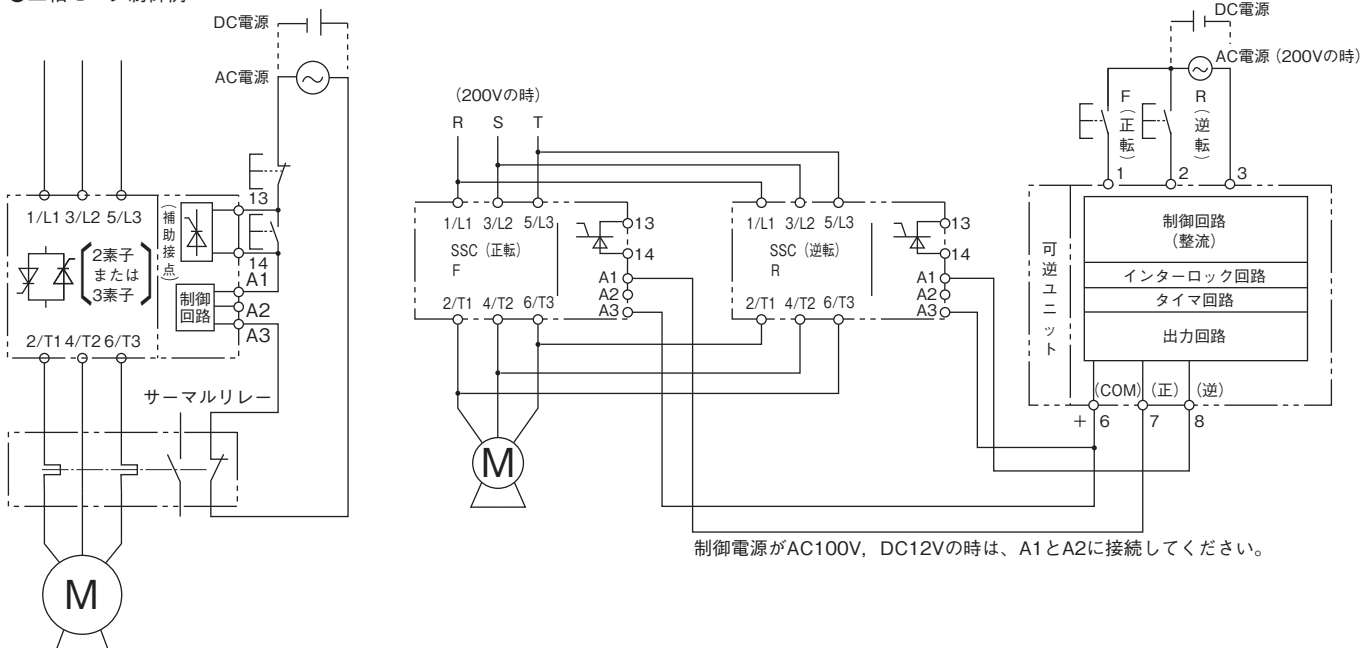 DC電源
AC電源
13
14
1/L1 3/L2 5/L3
(補助接点)
2素子
または
3素子
制御
回路
A1
A2
A3
2/T1 4/T2 6/T3
サーマルリレー
M
(200Vの時)
R S T
1/L1 3/L2 5/L3
SSC (正転)
F
2/T1 4/T2 6/T3
13
14
A1
A2
A3
1/L1 3/L2 5/L3
SSC (逆転)
R
2/T1 4/T2 6/T3
13
14
A1
A2
A3
M
DC電源
AC電源 (200Vの時)
F (正転)
R (逆転)
1 2 3
可逆ユニット
制御回路
(整流)
インターロック回路
タイマ回路
出力回路
(COM) (正) (逆)
+ 6 7 8
制御電源がAC100V，DC12Vの時は、A1とA2に接続してください。